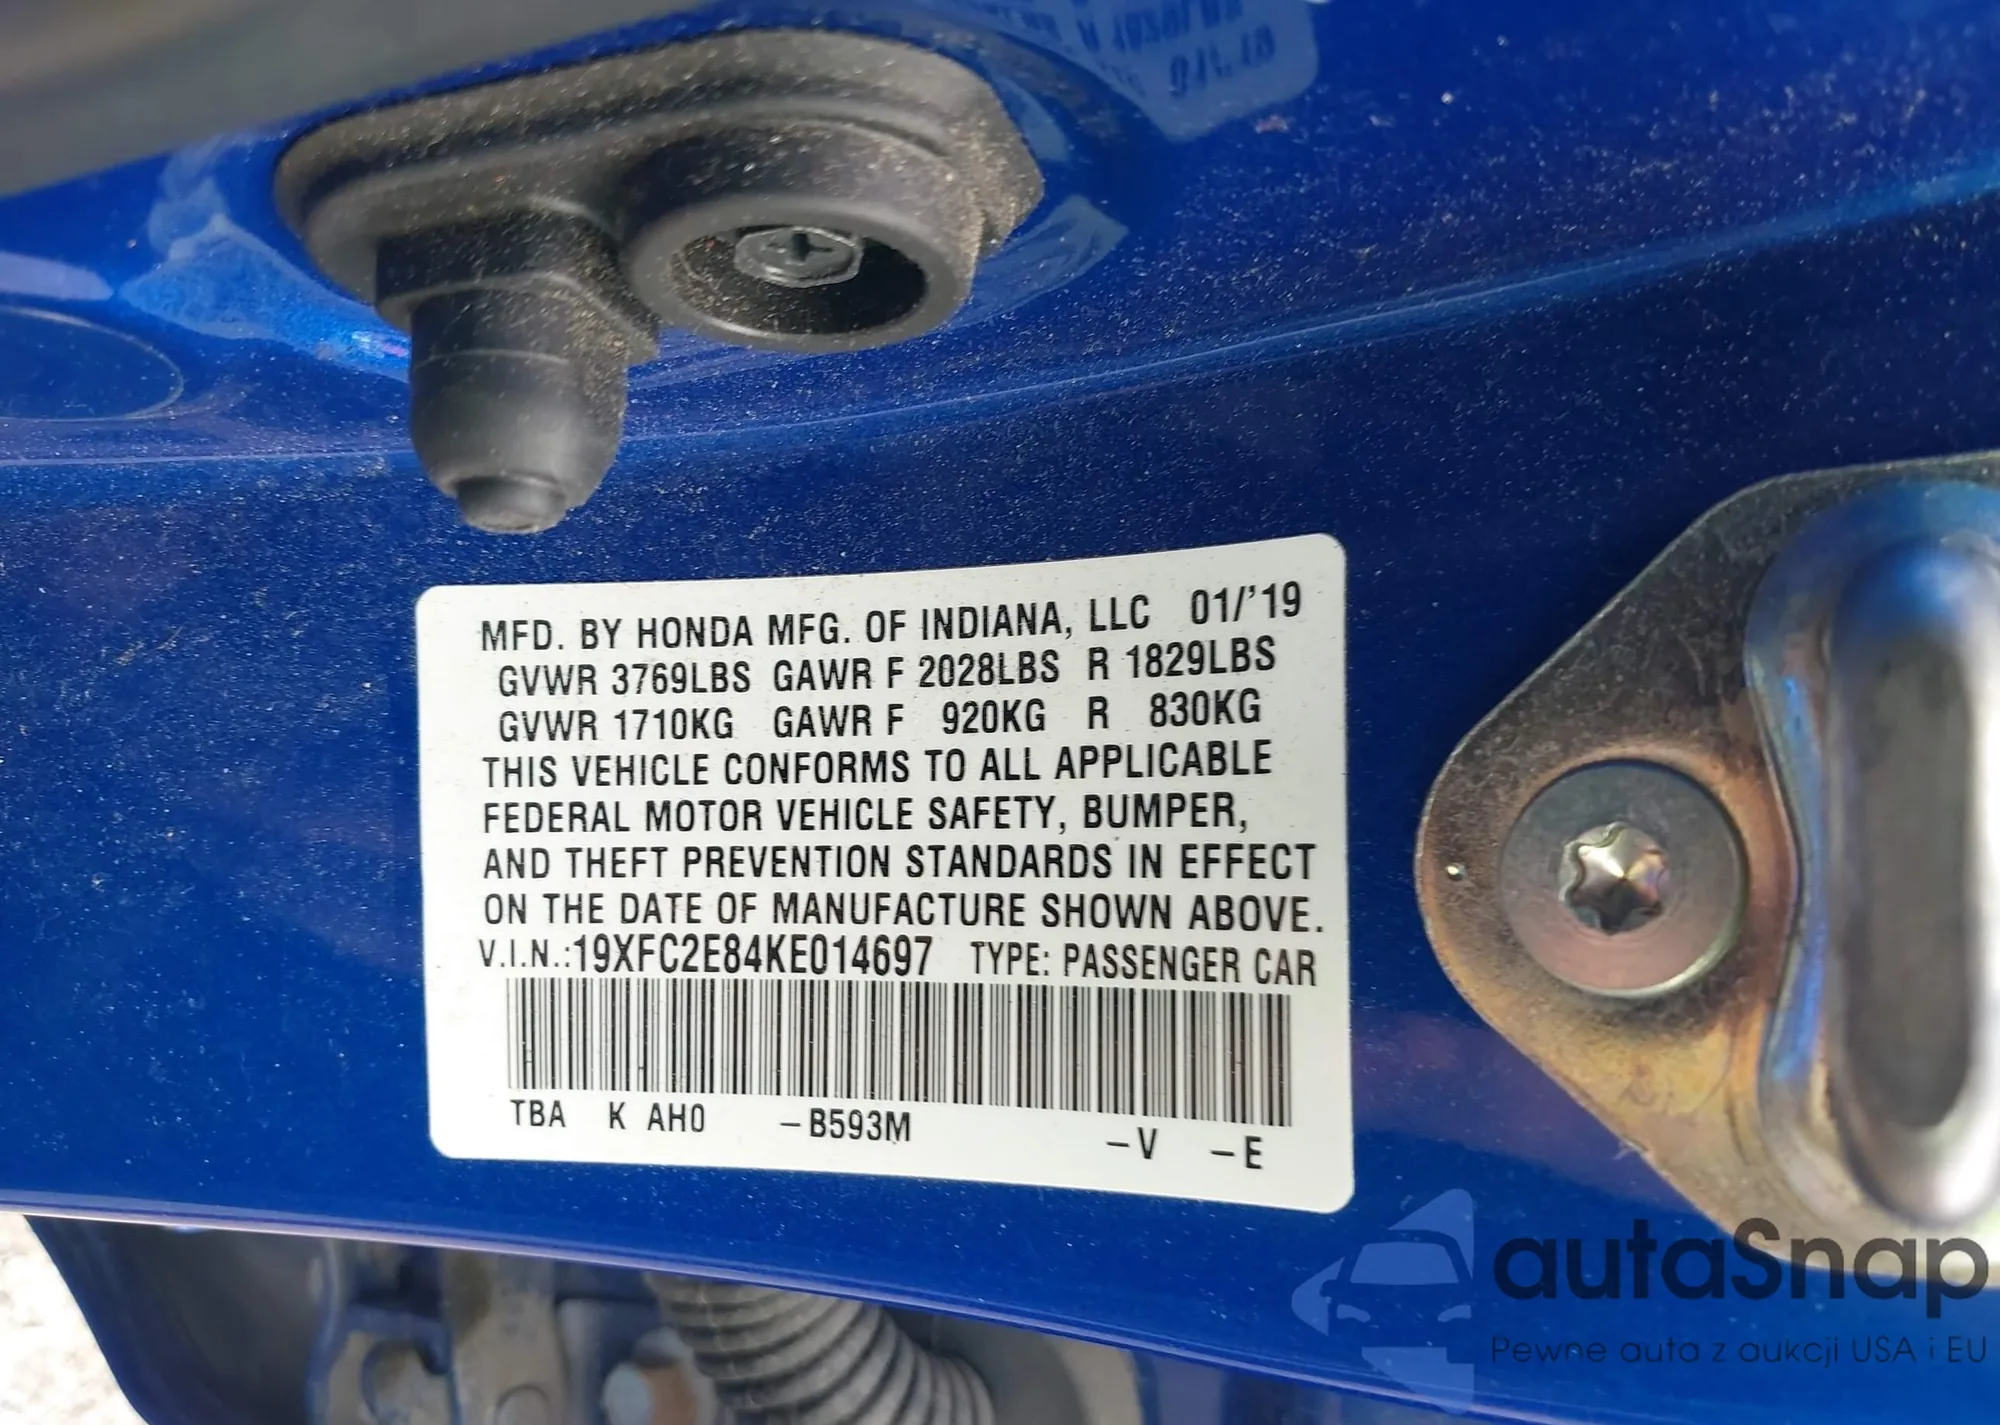 MFD. BY HONDA MFG. OF INDIANA, LLC 01/'19
GVWR 3769LBS GAWR F 2028LBS R 1829LBS
GVWR 1710KG GAWR F 920KG R 830KG
THIS VEHICLE CONFORMS TO ALL APPLICABLE
FEDERAL MOTOR VEHICLE SAFETY, BUMPER,
AND THEFT PREVENTION STANDARDS IN EFFECT
ON THE DATE OF MANUFACTURE SHOWN ABOVE.
V.I.N.:19XFC2E84KE014697 TYPE: PASSENGER CAR
TBA K AH0 –B593M –V –E
autaSnap
Pewne auta z aukcji USA i EU